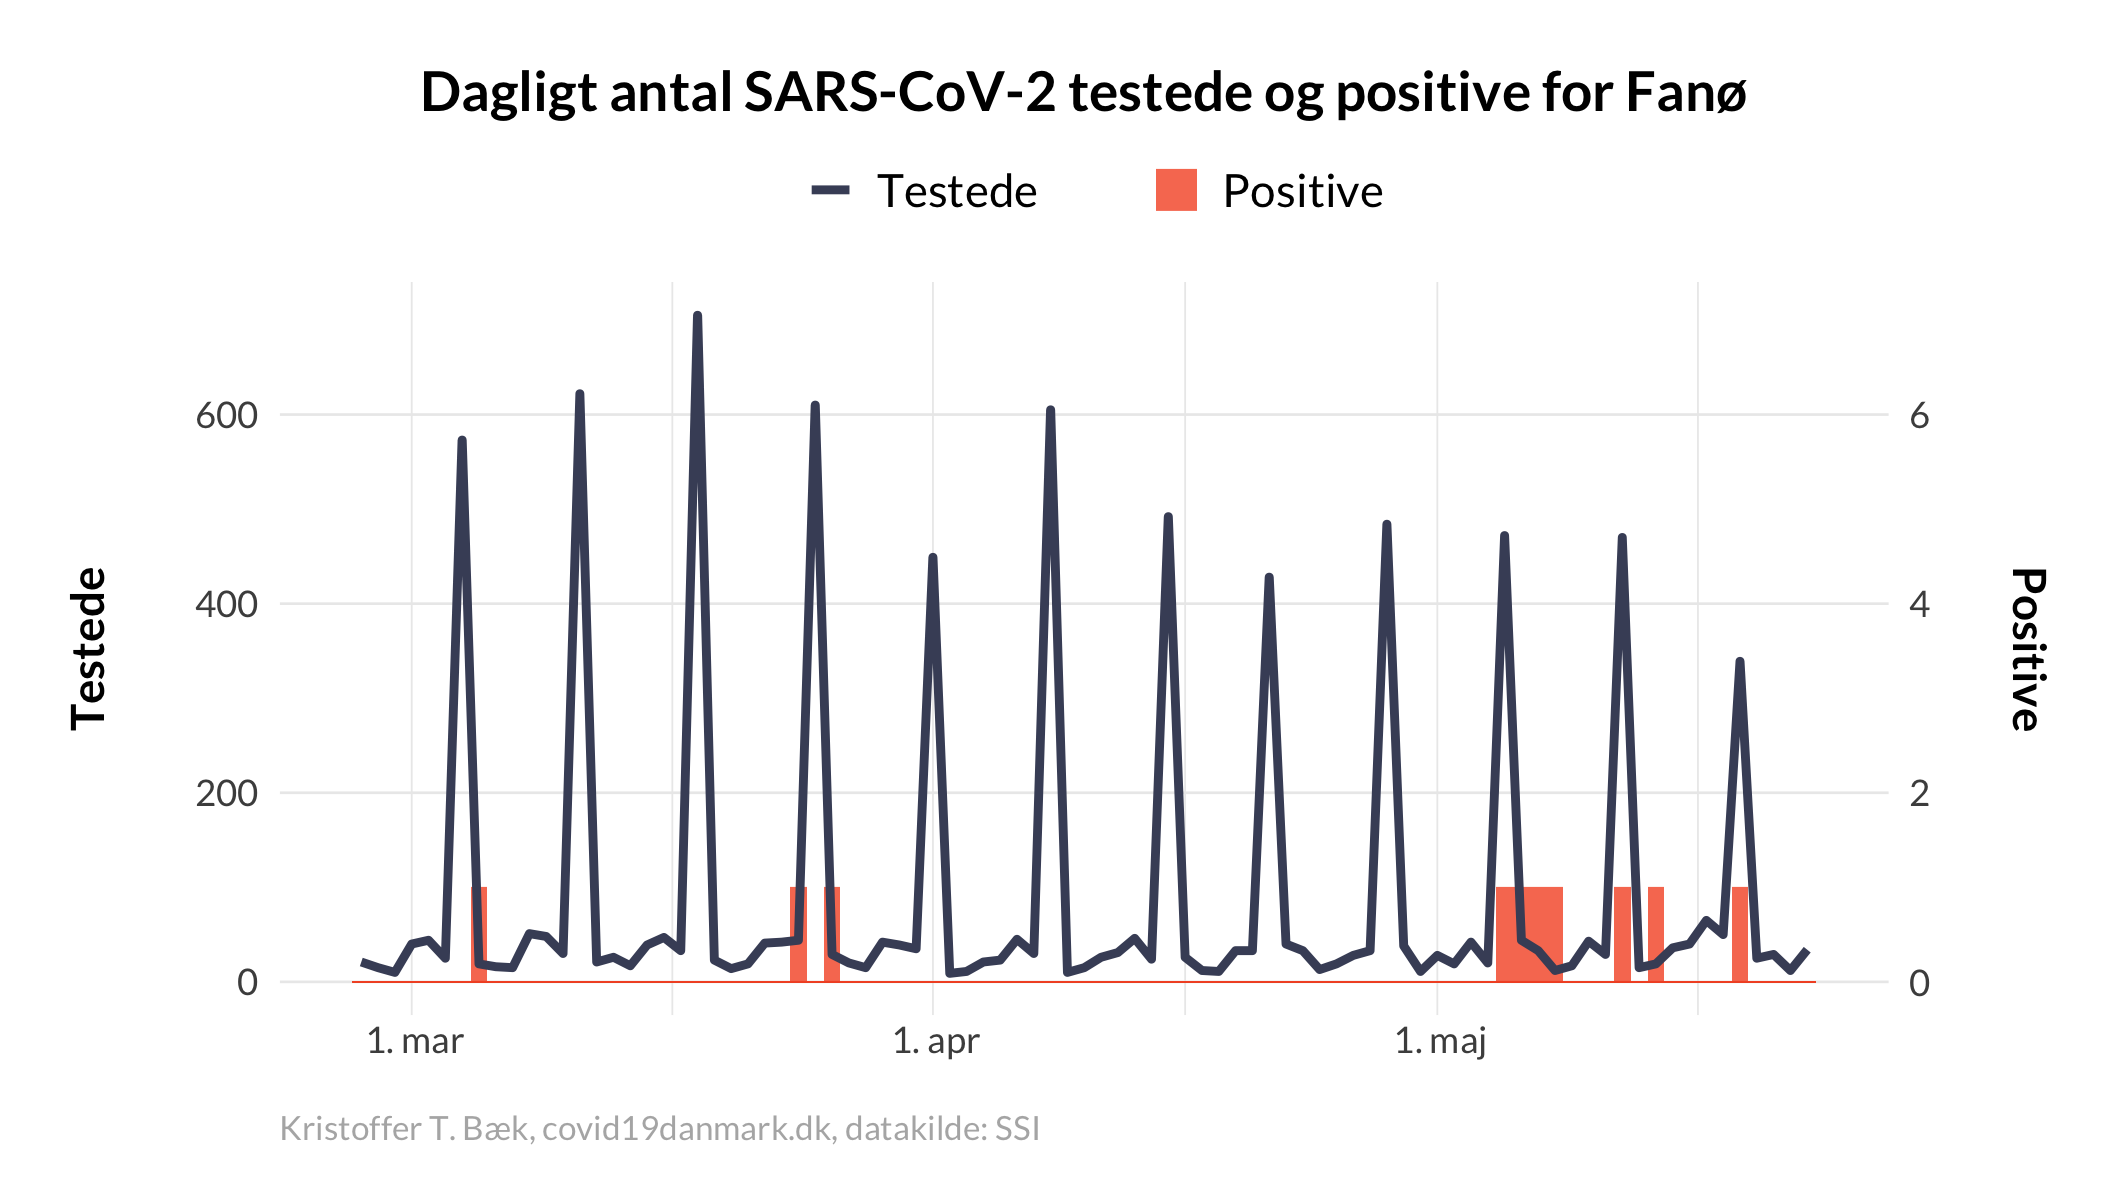 Dagligt antal SARS-CoV-2 testede og positive for Fanø
Testede
Positive
600
400
200
0
Testede
6
4
2
0
Positive
1. mar
1. apr
1. maj
Kristoffer T. Bæk, covid19danmark.dk, datakilde: SSI